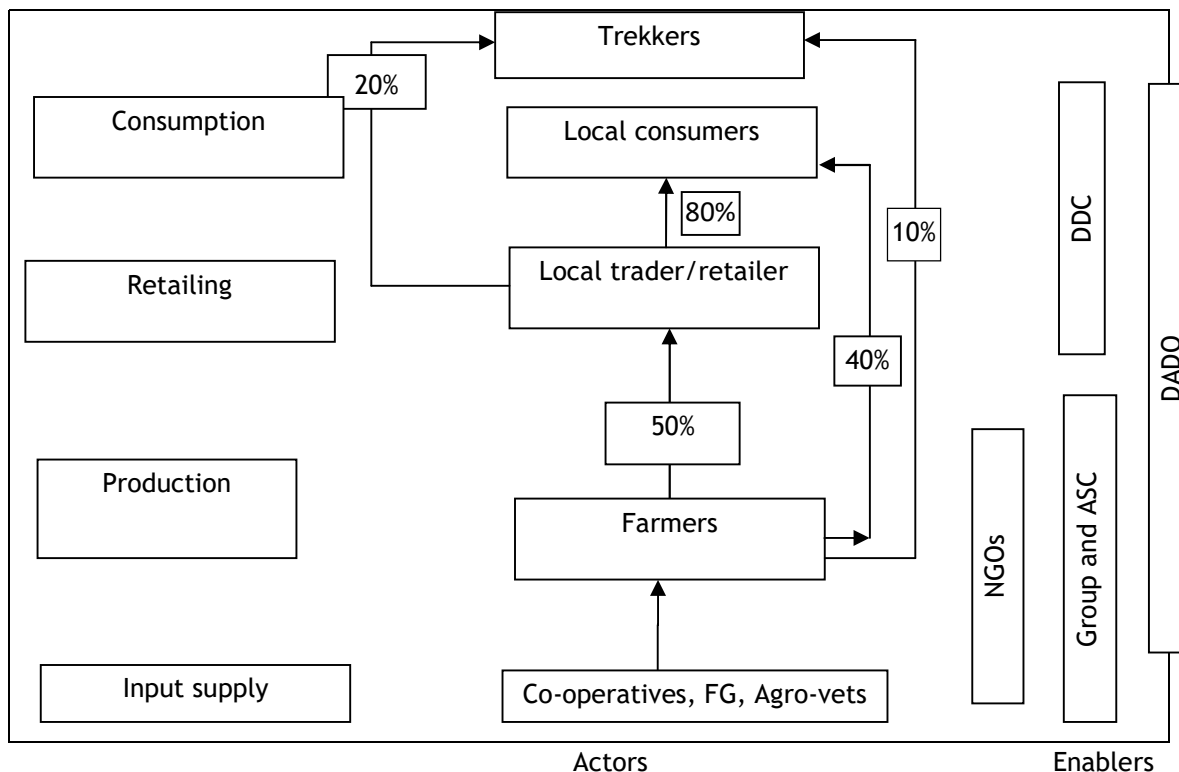 Trekkers
20%
Consumption
Local consumers
80%
DDC
10%
Retailing
Local trader/retailer
40%
DADO
50%
Production
Farmers
NGOs
Group and ASC
Input supply
Co-operatives, FG, Agro-vets
Actors
Enablers